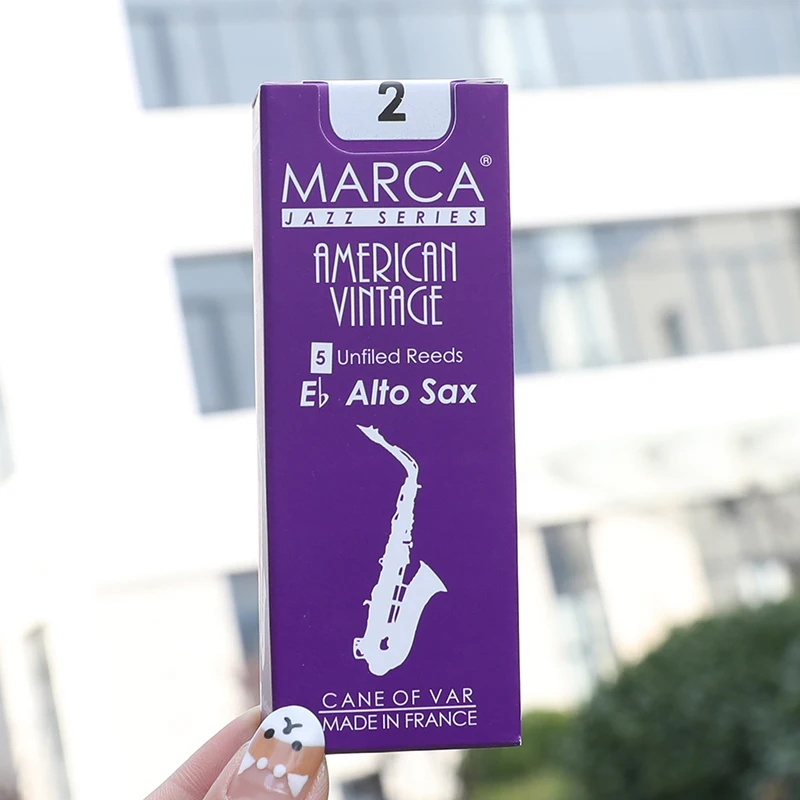 2
MARCA®
JAZZ SERIES
AMERICAN
VINTAGE
5 Unfiled Reeds
E♭ Alto Sax
CANE OF VAR
MADE IN FRANCE